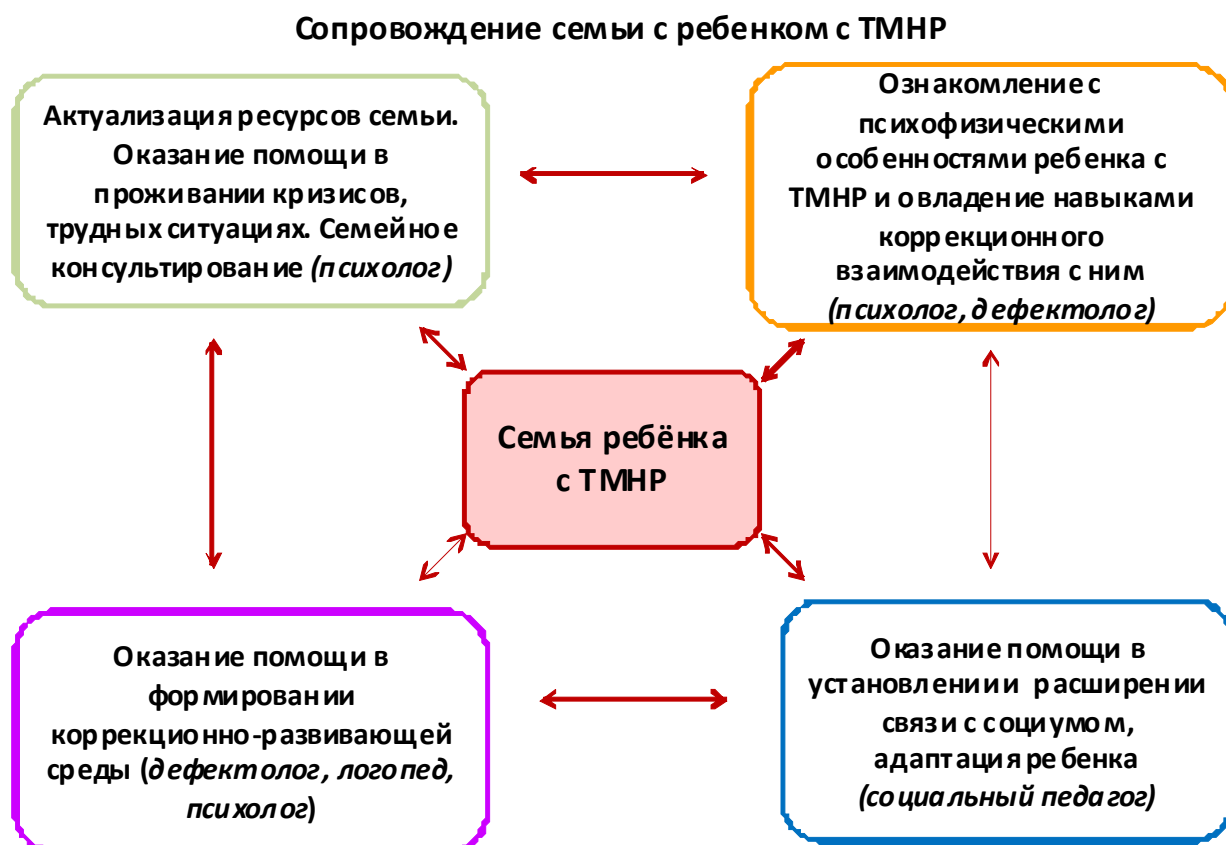 Сопровождение семьи с ребенком с ТМНР
Актуализация ресурсов семьи.
Оказание помощи в
проживании кризисов,
трудных ситуациях. Семейное
консультирование (психолог)
Ознакомление с
психофизическими
особенностями ребенка с
ТМНР и овладение навыками
коррекционного
взаимодействия с ним
(психолог, дефектолог)
Семья ребёнка
с ТМНР
Оказание помощи в
формировании
коррекционно-развивающей
среды (дефектолог, логопед,
психолог)
Оказание помощи в
установлении и расширении
связи с социумом,
адаптация ребенка
(социальный педагог)